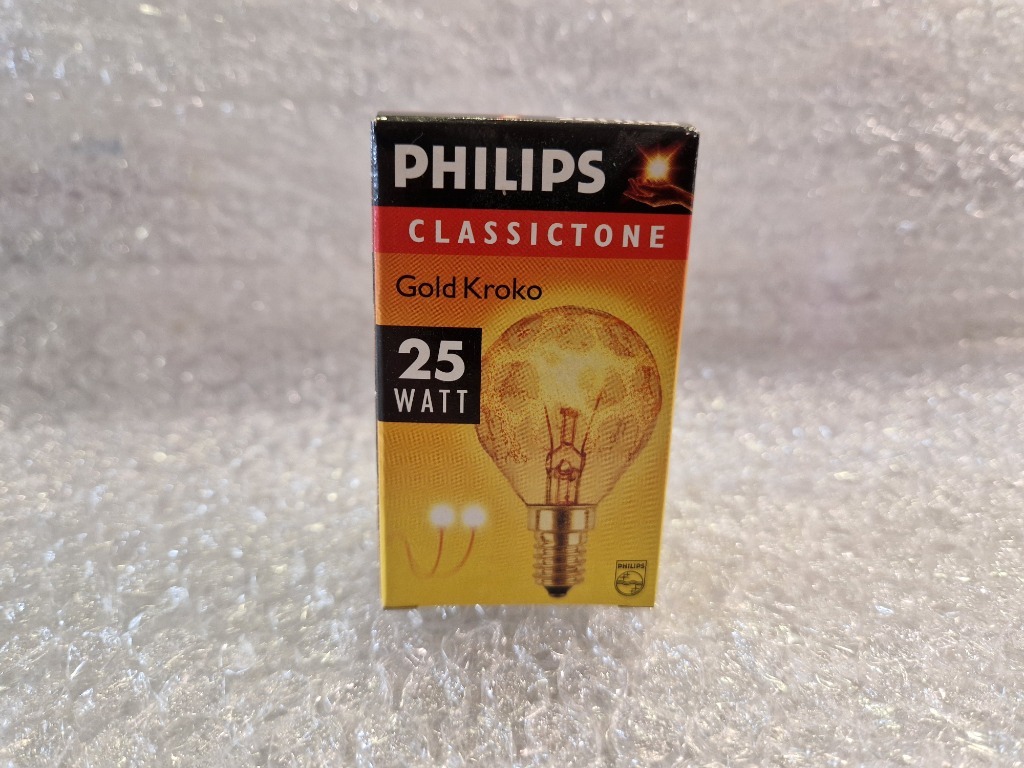 PHILIPS
CLASSICTONE
Gold Kroko
25
WATT
PHILIPS